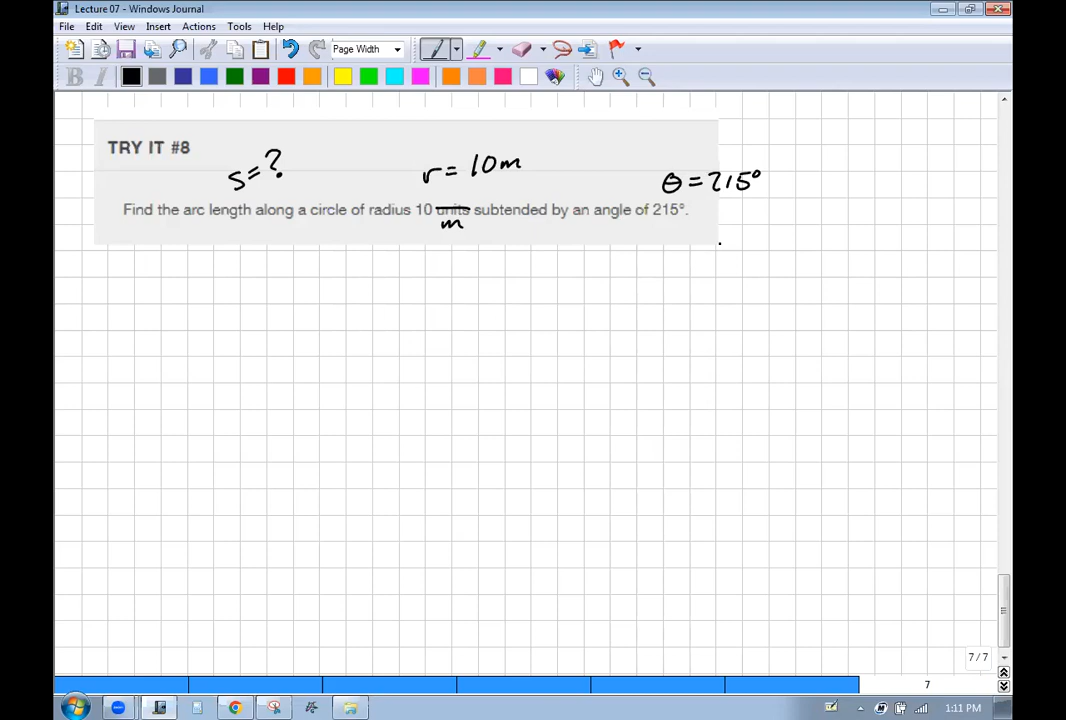 Lecture 07 - Windows Journal
File Edit View Insert Actions Tools Help
Page Width
B I
TRY IT #8
s = ?
r = 10m
θ = 215°
Find the arc length along a circle of radius 10 units subtended by an angle of 215°.
m
7 / 7
7
1:11 PM